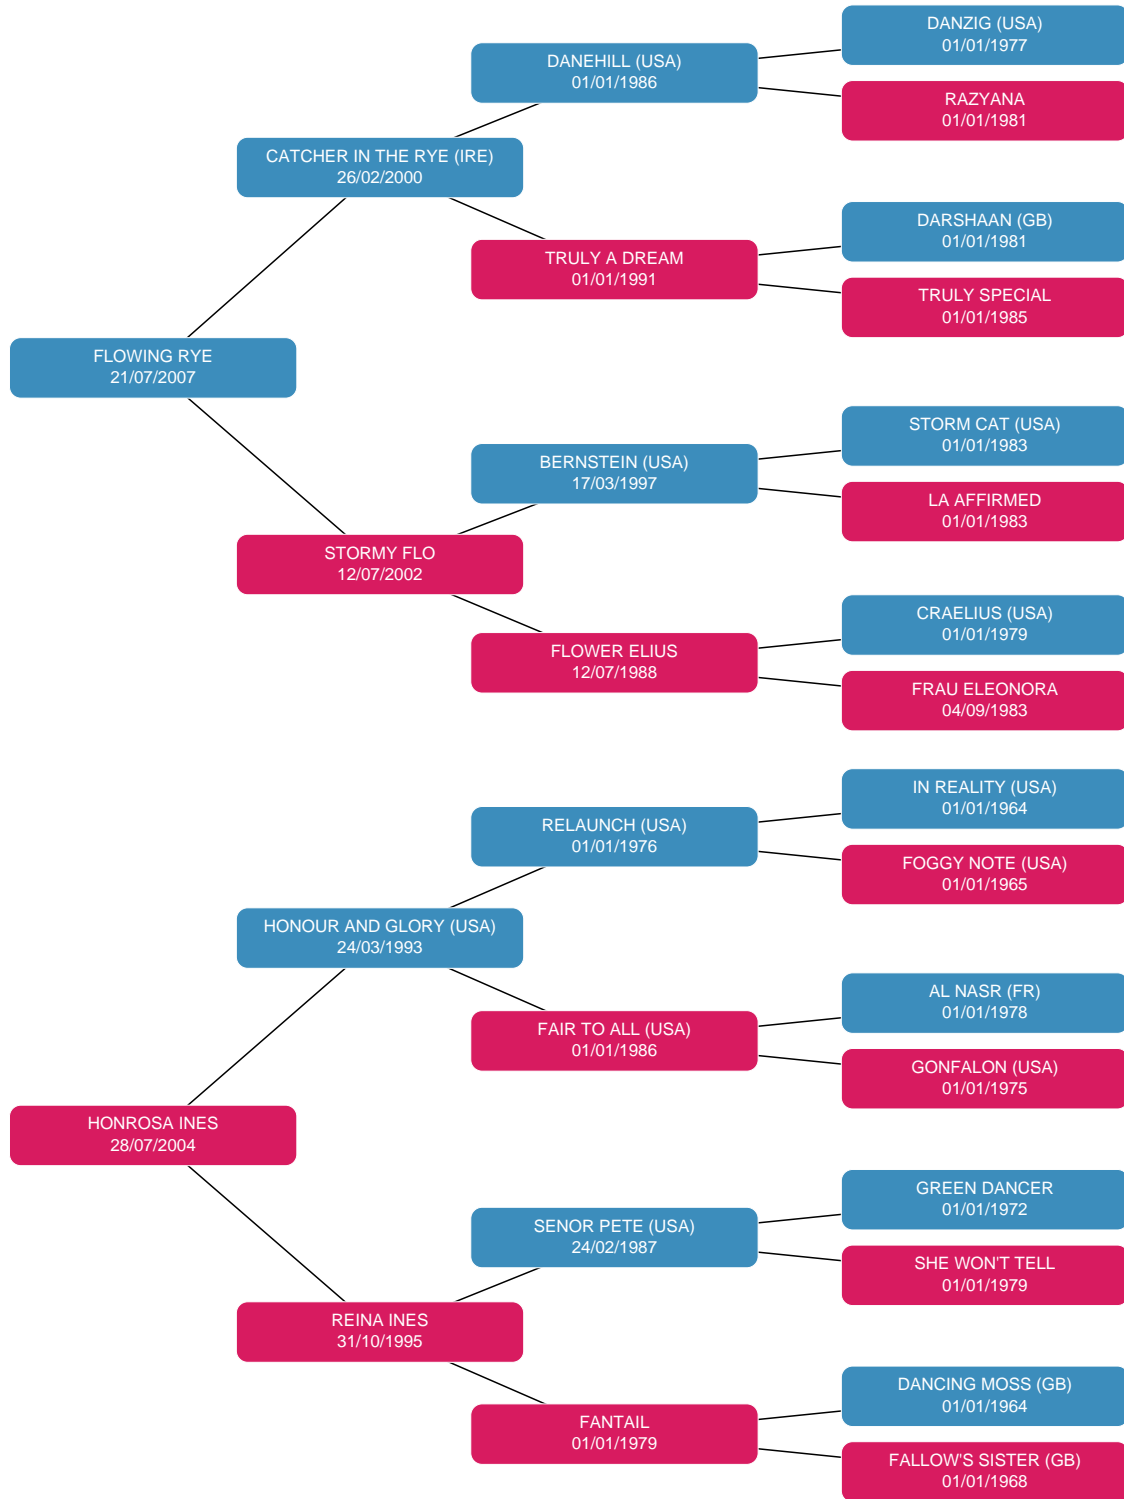 DANZIG (USA)
01/01/1977
DANEHILL (USA)
01/01/1986
RAZYANA
01/01/1981
CATCHER IN THE RYE (IRE)
26/02/2000
DARSHAAN (GB)
01/01/1981
TRULY A DREAM
01/01/1991
TRULY SPECIAL
01/01/1985
FLOWING RYE
21/07/2007
STORM CAT (USA)
01/01/1983
BERNSTEIN (USA)
17/03/1997
LA AFFIRMED
01/01/1983
STORMY FLO
12/07/2002
CRAELIUS (USA)
01/01/1979
FLOWER ELIUS
12/07/1988
FRAU ELEONORA
04/09/1983
IN REALITY (USA)
01/01/1964
RELAUNCH (USA)
01/01/1976
FOGGY NOTE (USA)
01/01/1965
HONOUR AND GLORY (USA)
24/03/1993
AL NASR (FR)
01/01/1978
FAIR TO ALL (USA)
01/01/1986
GONFALON (USA)
01/01/1975
HONROSA INES
28/07/2004
GREEN DANCER
01/01/1972
SENOR PETE (USA)
24/02/1987
SHE WON'T TELL
01/01/1979
REINA INES
31/10/1995
DANCING MOSS (GB)
01/01/1964
FANTAIL
01/01/1979
FALLOW'S SISTER (GB)
01/01/1968